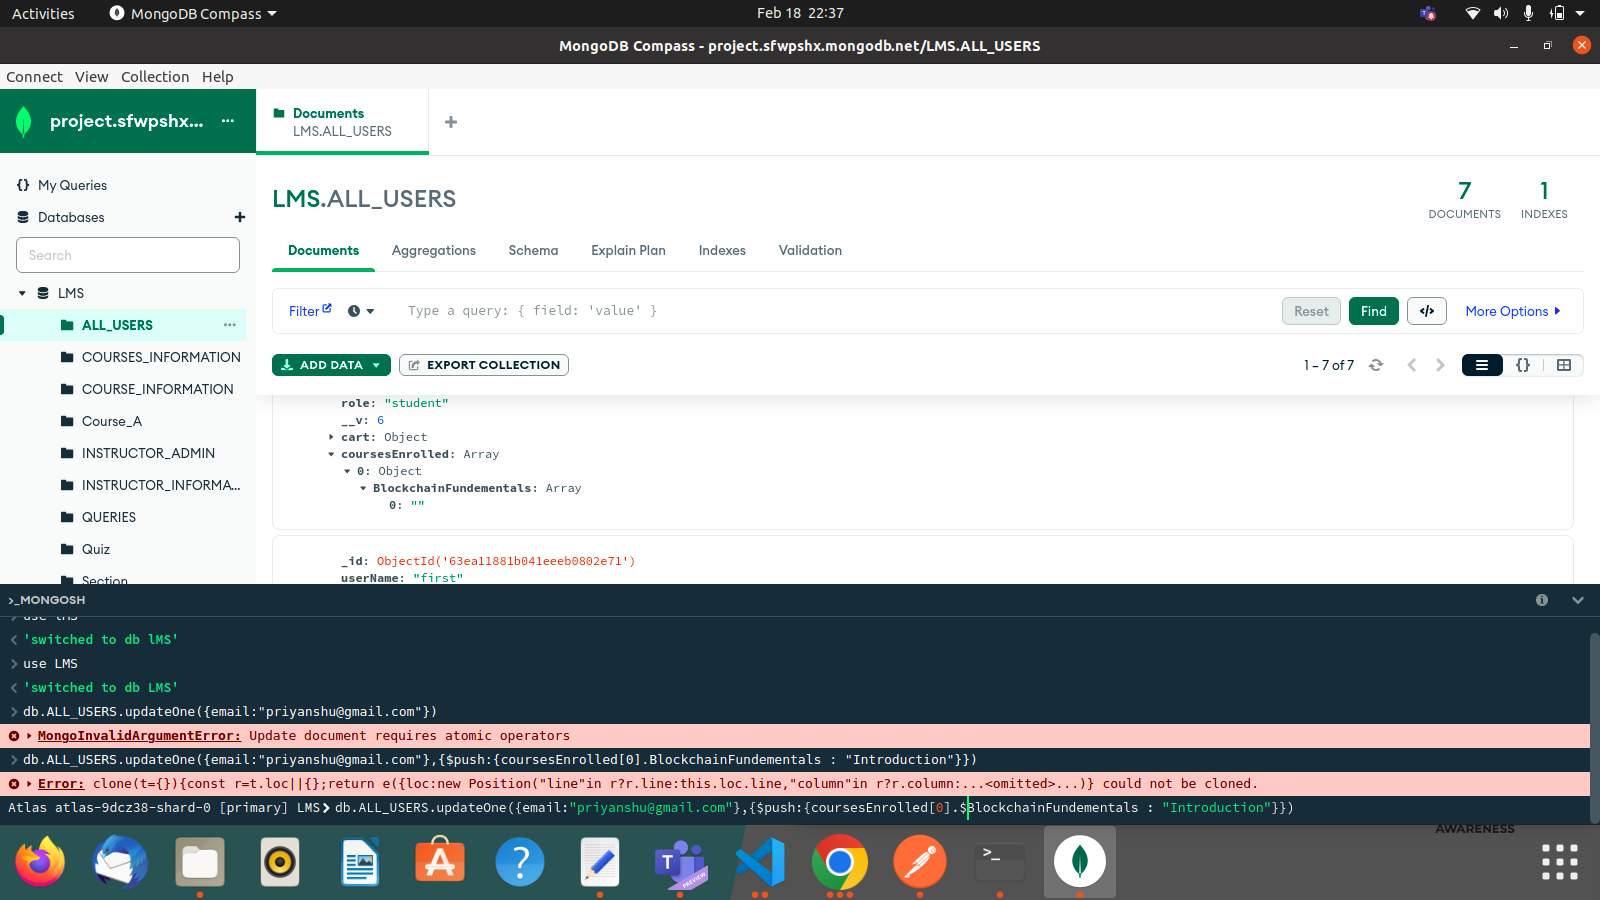 Activities
MongoDB Compass
Feb 18 22:37
MongoDB Compass - project.sfwpshx.mongodb.net/LMS.ALL_USERS
Connect View Collection Help
project.sfwpshx...
Documents
LMS.ALL_USERS
My Queries
Databases
Search
LMS
ALL_USERS
COURSES_INFORMATION
COURSE_INFORMATION
Course_A
INSTRUCTOR_ADMIN
INSTRUCTOR_INFORMA...
QUERIES
Quiz
Section
LMS.ALL_USERS
7
DOCUMENTS
1
INDEXES
Documents Aggregations Schema Explain Plan Indexes Validation
Filter
Type a query: { field: 'value' }
Reset
Find
</>
More Options
ADD DATA
EXPORT COLLECTION
1 – 7 of 7
{}
role: "student"
__v: 6
cart: Object
coursesEnrolled: Array
0: Object
BlockchainFundementals: Array
0: ""
_id: ObjectId('63ea11881b041eeeb0802e71')
userName: "first"
>_MONGOSH
use lMS
'switched to db lMS'
use LMS
'switched to db LMS'
db.ALL_USERS.updateOne({email:"priyanshu@gmail.com"})
MongoInvalidArgumentError: Update document requires atomic operators
db.ALL_USERS.updateOne({email:"priyanshu@gmail.com"},{$push:{coursesEnrolled[0].BlockchainFundementals : "Introduction"}})
Error: clone(t={}){const r=t.loc||{};return e({loc:new Position("line"in r?r.line:this.loc.line,"column"in r?r.column:...<omitted>...)} could not be cloned.
Atlas atlas-9dcz38-shard-0 [primary] LMS> db.ALL_USERS.updateOne({email:"priyanshu@gmail.com"},{$push:{coursesEnrolled[0].$BlockchainFundementals : "Introduction"}})
AWARENESS
T
PREVIEW
>_